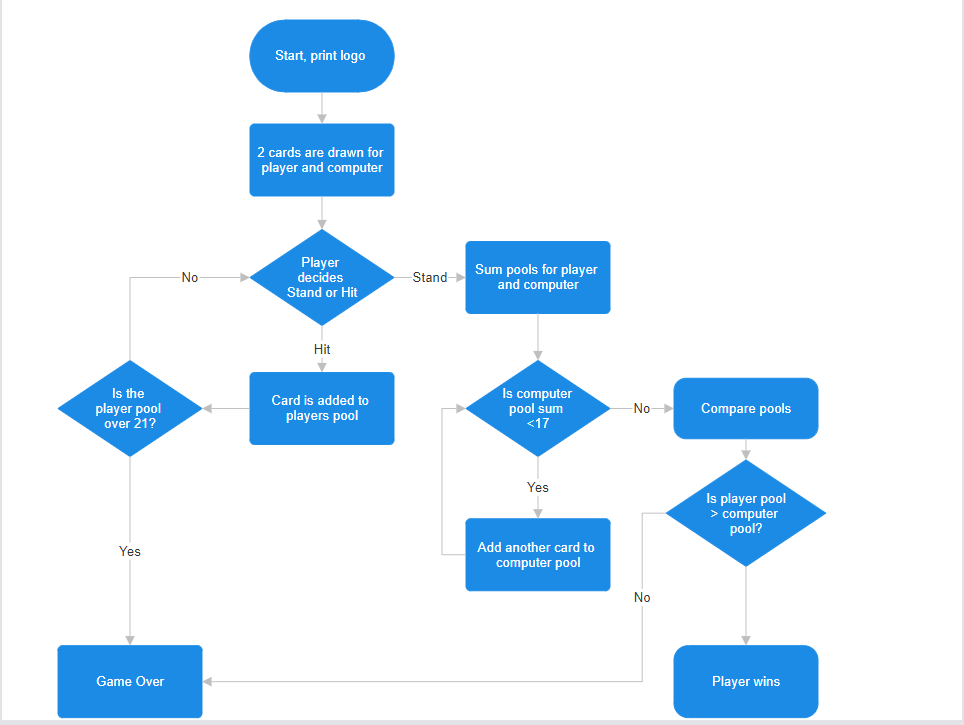 Start, print logo
2 cards are drawn for
player and computer
Player
decides
Stand or Hit
No
Stand
Sum pools for player
and computer
Hit
Is the
player pool
over 21?
Card is added to
players pool
Is computer
pool sum
<17
No
Compare pools
Yes
Is player pool
> computer
pool?
Yes
Add another card to
computer pool
No
Game Over
Player wins